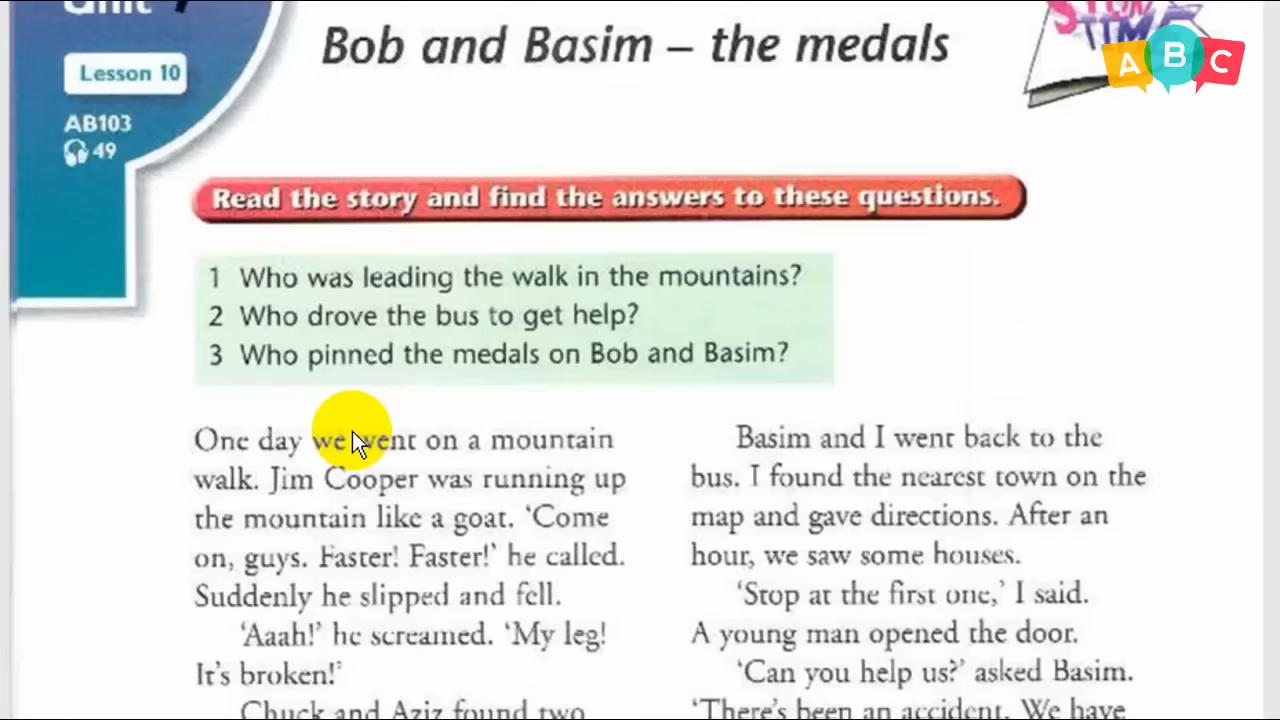 Unit 7
Bob and Basim – the medals
Lesson 10
AB103
49
STORY
TIME
A B C
Read the story and find the answers to these questions.
1 Who was leading the walk in the mountains?
2 Who drove the bus to get help?
3 Who pinned the medals on Bob and Basim?
One day we went on a mountain
walk. Jim Cooper was running up
the mountain like a goat. ‘Come
on, guys. Faster! Faster!’ he called.
Suddenly he slipped and fell.
‘Aaah!’ he screamed. ‘My leg!
It’s broken!’
Chuck and Aziz found two
Basim and I went back to the
bus. I found the nearest town on the
map and gave directions. After an
hour, we saw some houses.
‘Stop at the first one,’ I said.
A young man opened the door.
‘Can you help us?’ asked Basim.
‘There’s been an accident. We have